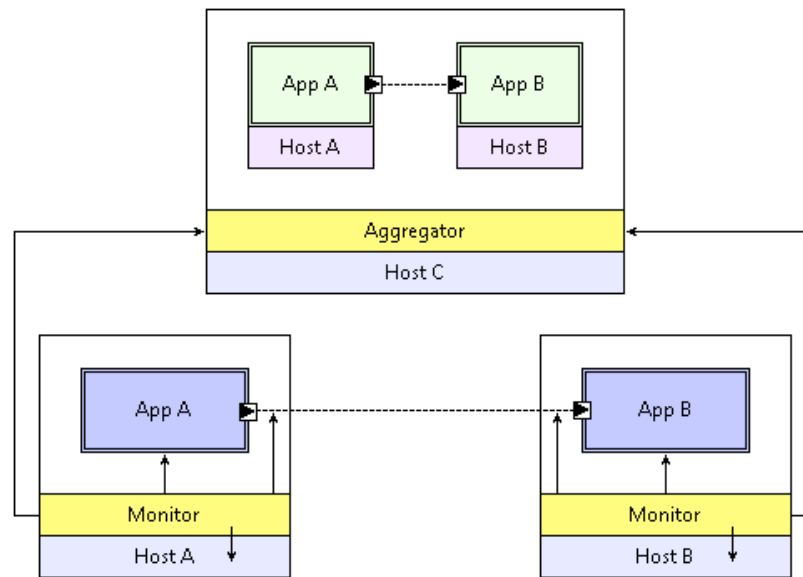 App A
App B
Host A
Host B
Aggregator
Host C
App A
App B
Monitor
Monitor
Host A
Host B